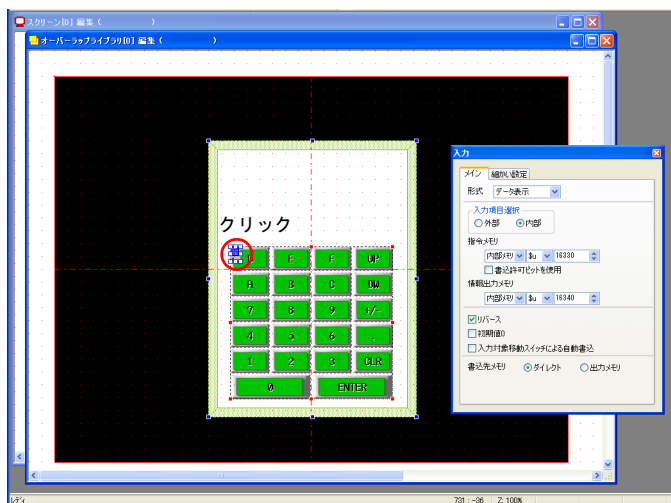 スクリーン[0] 編集 (          )
オーバーラップライブラリ[0] 編集 (          )
クリック
D E F UP
A B C DW
7 8 9 +/-
4 5 6 .
1 2 3 CLR
0 ENTER
入力
メイン 細かい設定
形式 データ表示
入力項目選択
外部 内部
指令メモリ
内部メモリ $u 16330
書込許可ビットを使用
情報出力メモリ
内部メモリ $u 16340
リバース
初期値0
入力対象移動スイッチによる自動書込
書込先メモリ ダイレクト 出力メモリ
レディ 731 : -36 Z: 100%